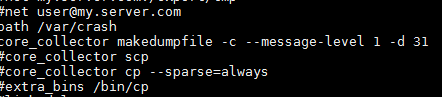 #net user@my.server.com
path /var/crash
core_collector makedumpfile -c --message-level 1 -d 31
#core_collector scp
#core_collector cp --sparse=always
#extra_bins /bin/cp